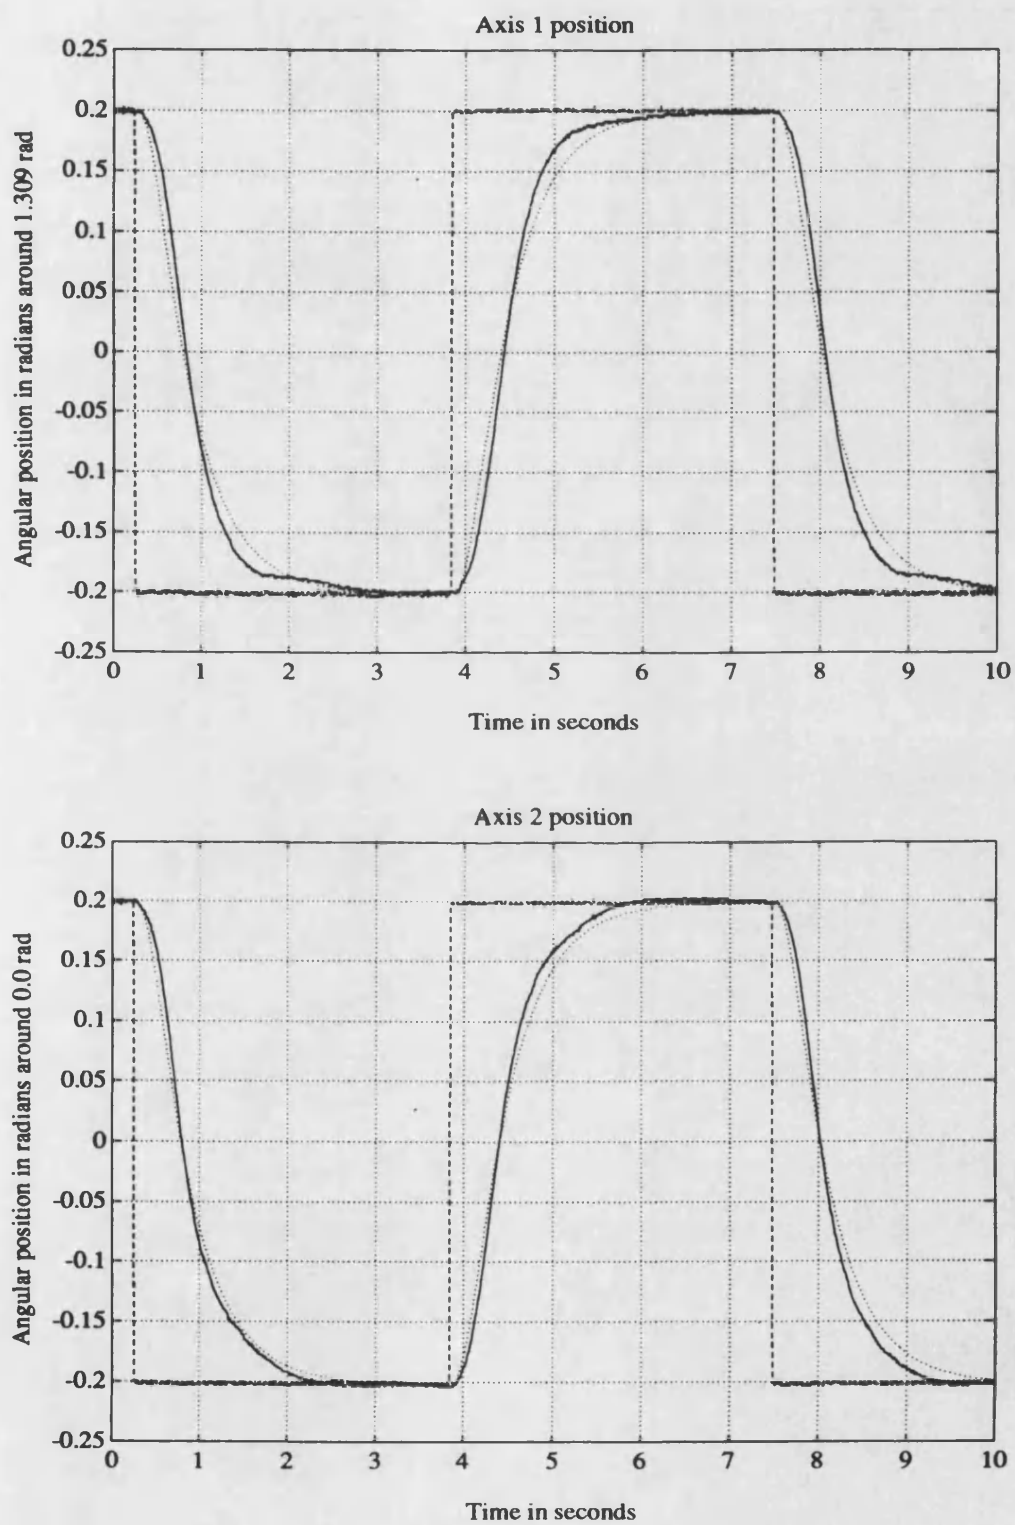 Axis 1 position
Angular position in radians around 1.309 rad
0.25
0.2
0.15
0.1
0.05
0
-0.05
-0.1
-0.15
-0.2
-0.25
0 1 2 3 4 5 6 7 8 9 10
Time in seconds
Axis 2 position
Angular position in radians around 0.0 rad
0.25
0.2
0.15
0.1
0.05
0
-0.05
-0.1
-0.15
-0.2
-0.25
0 1 2 3 4 5 6 7 8 9 10
Time in seconds